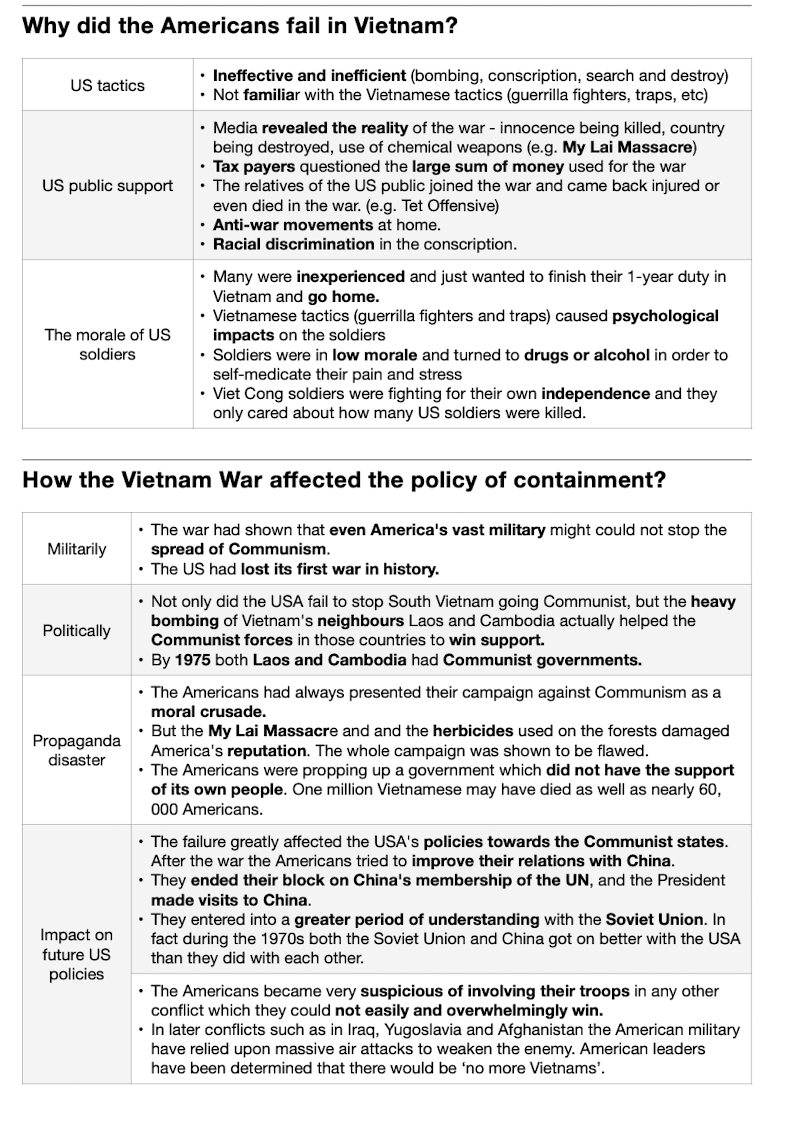 Why did the Americans fail in Vietnam?
US tactics
• Ineffective and inefficient (bombing, conscription, search and destroy)
• Not familiar with the Vietnamese tactics (guerrilla fighters, traps, etc)
US public support
• Media revealed the reality of the war - innocence being killed, country
being destroyed, use of chemical weapons (e.g. My Lai Massacre)
• Tax payers questioned the large sum of money used for the war
• The relatives of the US public joined the war and came back injured or
even died in the war. (e.g. Tet Offensive)
• Anti-war movements at home.
• Racial discrimination in the conscription.
The morale of US
soldiers
• Many were inexperienced and just wanted to finish their 1-year duty in
Vietnam and go home.
• Vietnamese tactics (guerrilla fighters and traps) caused psychological
impacts on the soldiers
• Soldiers were in low morale and turned to drugs or alcohol in order to
self-medicate their pain and stress
• Viet Cong soldiers were fighting for their own independence and they
only cared about how many US soldiers were killed.
How the Vietnam War affected the policy of containment?
Militarily
• The war had shown that even America's vast military might could not stop the
spread of Communism.
• The US had lost its first war in history.
Politically
• Not only did the USA fail to stop South Vietnam going Communist, but the heavy
bombing of Vietnam's neighbours Laos and Cambodia actually helped the
Communist forces in those countries to win support.
• By 1975 both Laos and Cambodia had Communist governments.
Propaganda
disaster
• The Americans had always presented their campaign against Communism as a
moral crusade.
• But the My Lai Massacre and and the herbicides used on the forests damaged
America's reputation. The whole campaign was shown to be flawed.
• The Americans were propping up a government which did not have the support
of its own people. One million Vietnamese may have died as well as nearly 60,
000 Americans.
Impact on
future US
policies
• The failure greatly affected the USA's policies towards the Communist states.
After the war the Americans tried to improve their relations with China.
• They ended their block on China's membership of the UN, and the President
made visits to China.
• They entered into a greater period of understanding with the Soviet Union. In
fact during the 1970s both the Soviet Union and China got on better with the USA
than they did with each other.
• The Americans became very suspicious of involving their troops in any other
conflict which they could not easily and overwhelmingly win.
• In later conflicts such as in Iraq, Yugoslavia and Afghanistan the American military
have relied upon massive air attacks to weaken the enemy. American leaders
have been determined that there would be ‘no more Vietnams’.